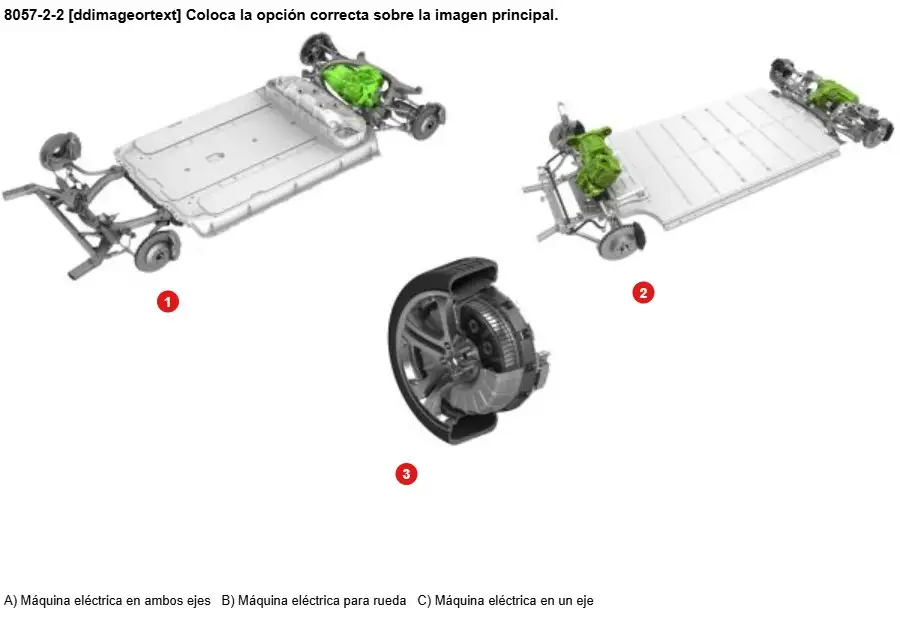 8057-2-2 [ddimageortext] Coloca la opción correcta sobre la imagen principal.
1
2
3
A) Máquina eléctrica en ambos ejes B) Máquina eléctrica para rueda C) Máquina eléctrica en un eje